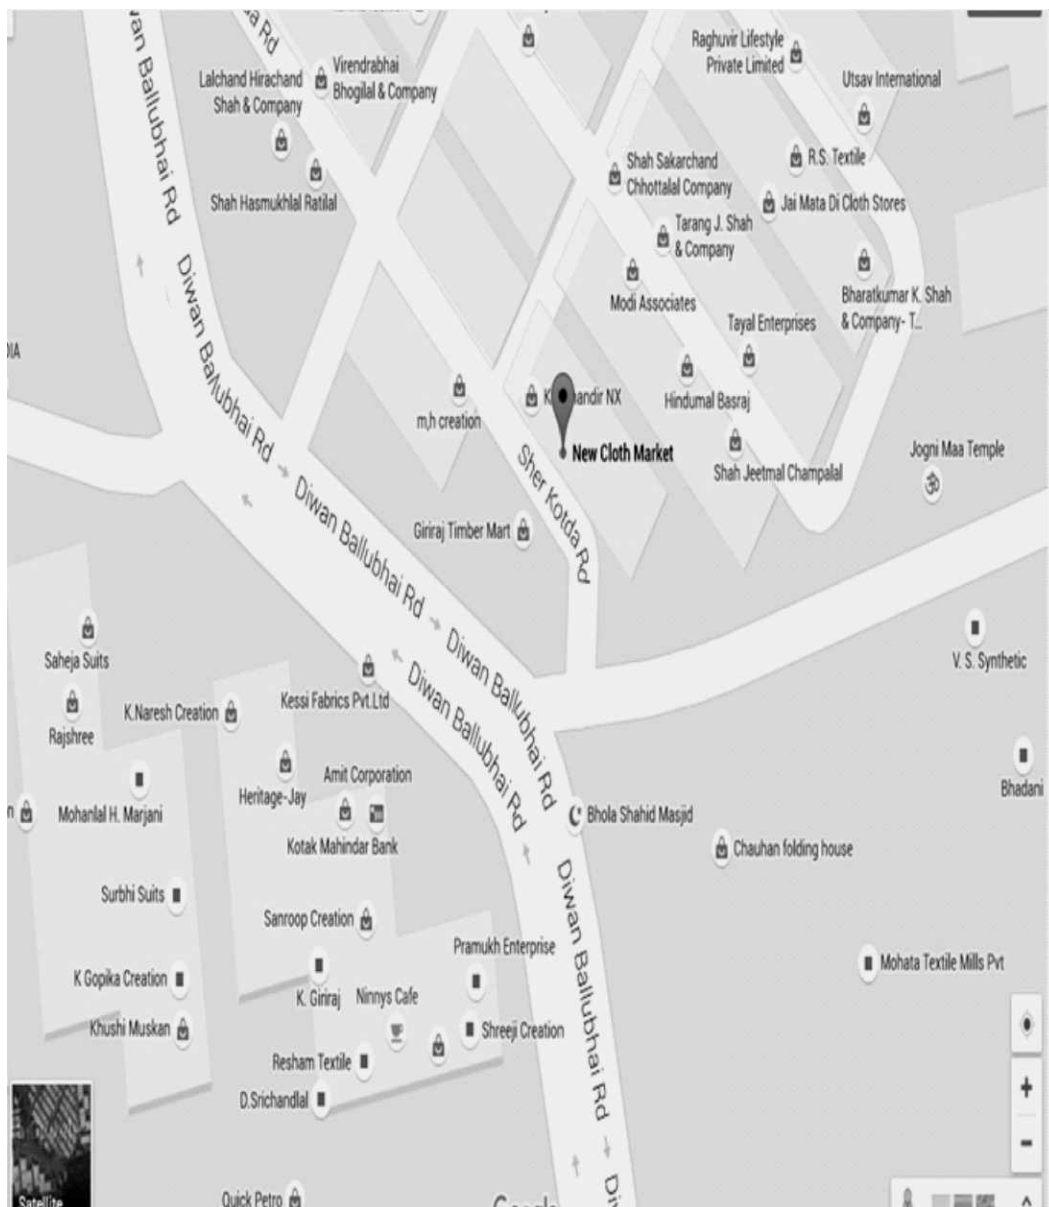 Raghuvir Lifestyle
Private Limited
Virendrabhai
Bhogilal & Company
Lalchand Hirachand
Shah & Company
Utsav International
Shah Sakarchand
Chhottalal Company
R.S. Textile
Shah Hasmukhlal Ratilal
Jai Mata Di Cloth Stores
Tarang J. Shah
& Company
Diwan Ballubhai Rd
Modi Associates
Bharatkumar K. Shah
& Company- T...
Tayal Enterprises
Diwan Ballubhai Rd
Hindumal Basraj
m,h creation
New Cloth Market
Shah Jeetmal Champalal
Jogni Maa Temple
Sher Kotda Rd
Giriraj Timber Mart
Diwan Ballubhai Rd
Saheja Suits
V. S. Synthetic
Diwan Ballubhai Rd
Diwan Ballubhai Rd
Kessi Fabrics Pvt.Ltd
K.Naresh Creation
Rajshree
Amit Corporation
Heritage-Jay
Bhadani
Mohanlal H. Marjani
Bhola Shahid Masjid
Kotak Mahindar Bank
Chauhan folding house
Surbhi Suits
Sanroop Creation
Diwan Ballubhai Rd
Pramukh Enterprise
Mohata Textile Mills Pvt
K Gopika Creation
K. Giriraj
Ninnys Cafe
Khushi Muskan
Shreeji Creation
Resham Textile
D.Srichandlal
Quick Petro
Satellite
Google